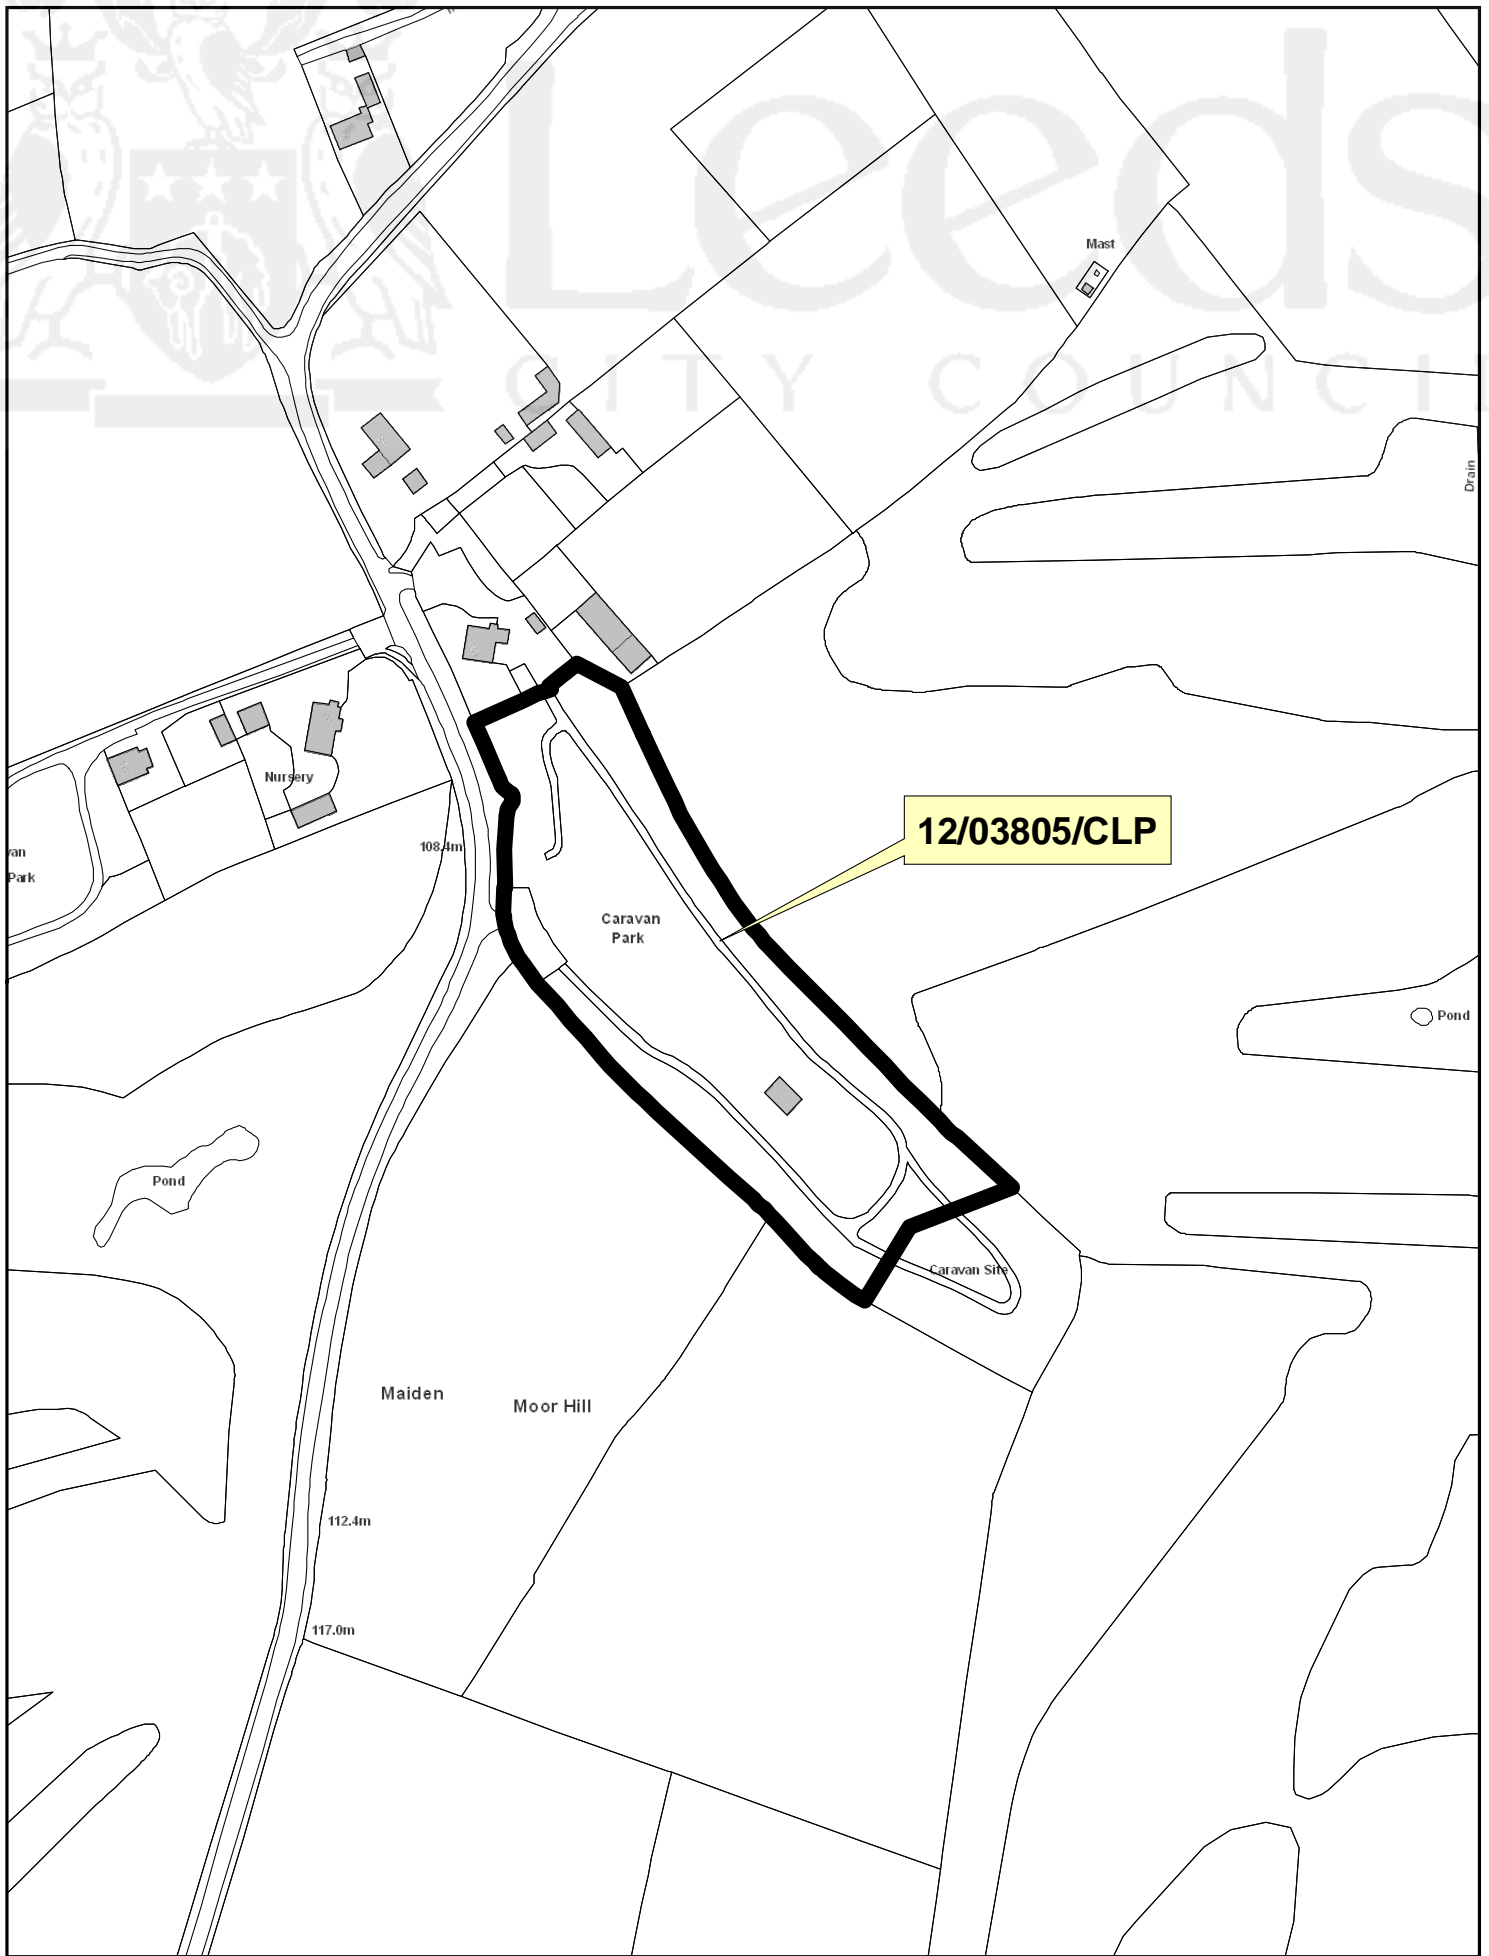 Leeds
CITY COUNCI
Mast
Drain
Nursery
108.4m
van
Park
12/03805/CLP
Caravan
Park
Pond
Pond
Caravan Site
Maiden
Moor Hill
112.4m
117.0m